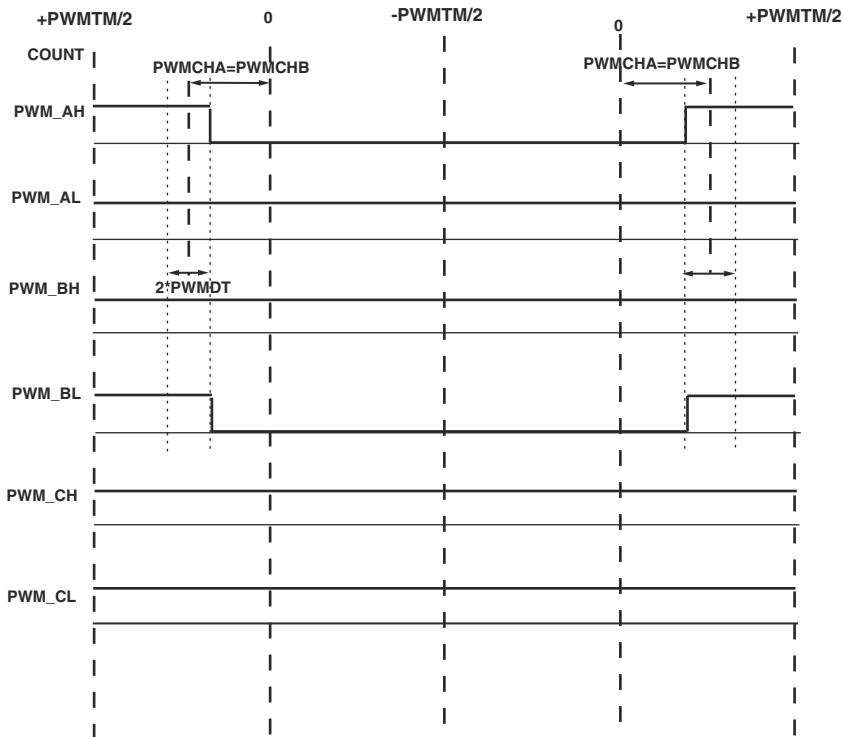 +PWMTM/2 0 -PWMTM/2 0 +PWMTM/2
COUNT
PWMCHA=PWMCHB PWMCHA=PWMCHB
PWM_AH
PWM_AL
2*PWMDT
PWM_BH
PWM_BL
PWM_CH
PWM_CL